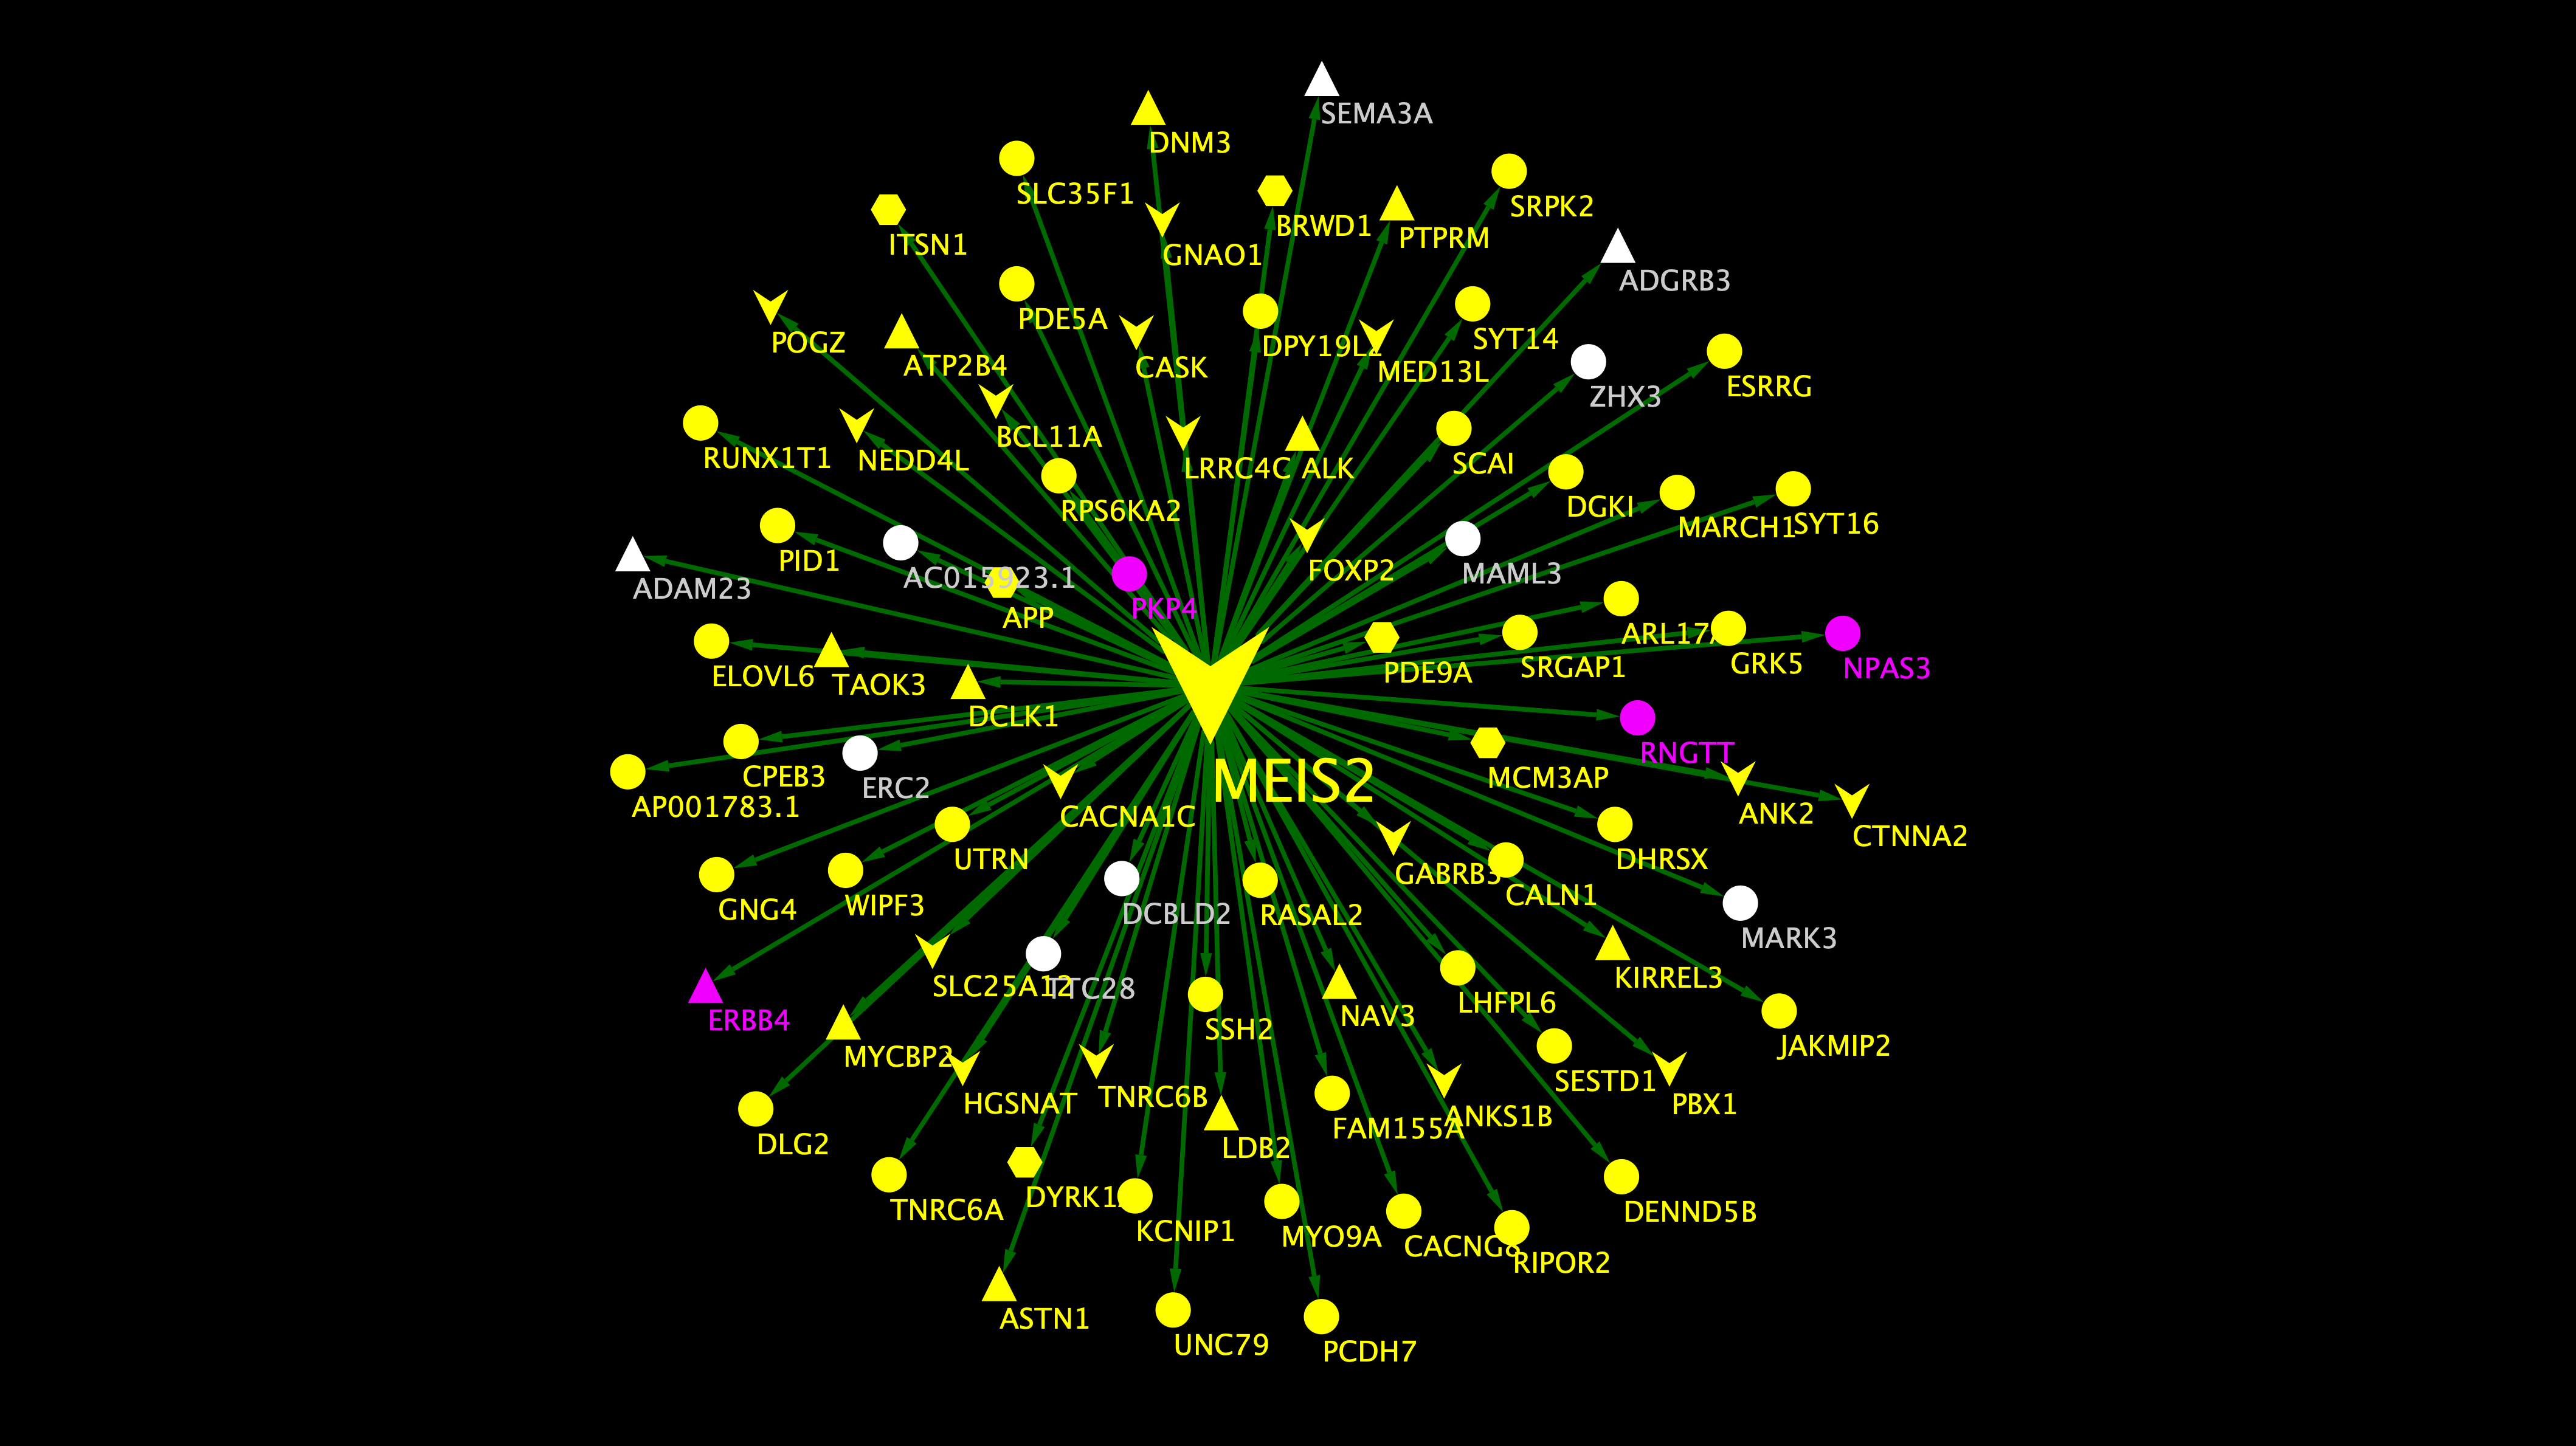 SEMA3A
DNM3
SLC35F1
SRPK2
BRWD1
PTPRM
ITSN1
GNAO1
ADGRB3
PDE5A
SYT14
POGZ
DPY19L2
ATP2B4
CASK
MED13L
ESRRG
ZHX3
BCL11A
RUNX1T1
NEDD4L
LRRC4C
ALK
SCAI
DGKI
RPS6KA2
SYT16
MARCH1
PID1
FOXP2
MAML3
AC015923.1
ADAM23
PKP4
APP
ARL17A
GRK5
SRGAP1
NPAS3
PDE9A
ELOVL6
TAOK3
DCLK1
RNGTT
CPEB3
MCM3AP
MEIS2
ERC2
AP001783.1
ANK2
CACNA1C
CTNNA2
UTRN
DHRSX
GABRB3
CALN1
WIPF3
GNG4
DCBLD2
RASAL2
MARK3
KIRREL3
SLC25A12
TTC28
LHFPL6
NAV3
ERBB4
SSH2
JAKMIP2
MYCBP2
SESTD1
TNRC6B
HGSNAT
PBX1
ANKS1B
FAM155A
DLG2
LDB2
DYRK1
TNRC6A
DENND5B
KCNIP1
MYO9A
CACNG8
RIPOR2
ASTN1
UNC79
PCDH7